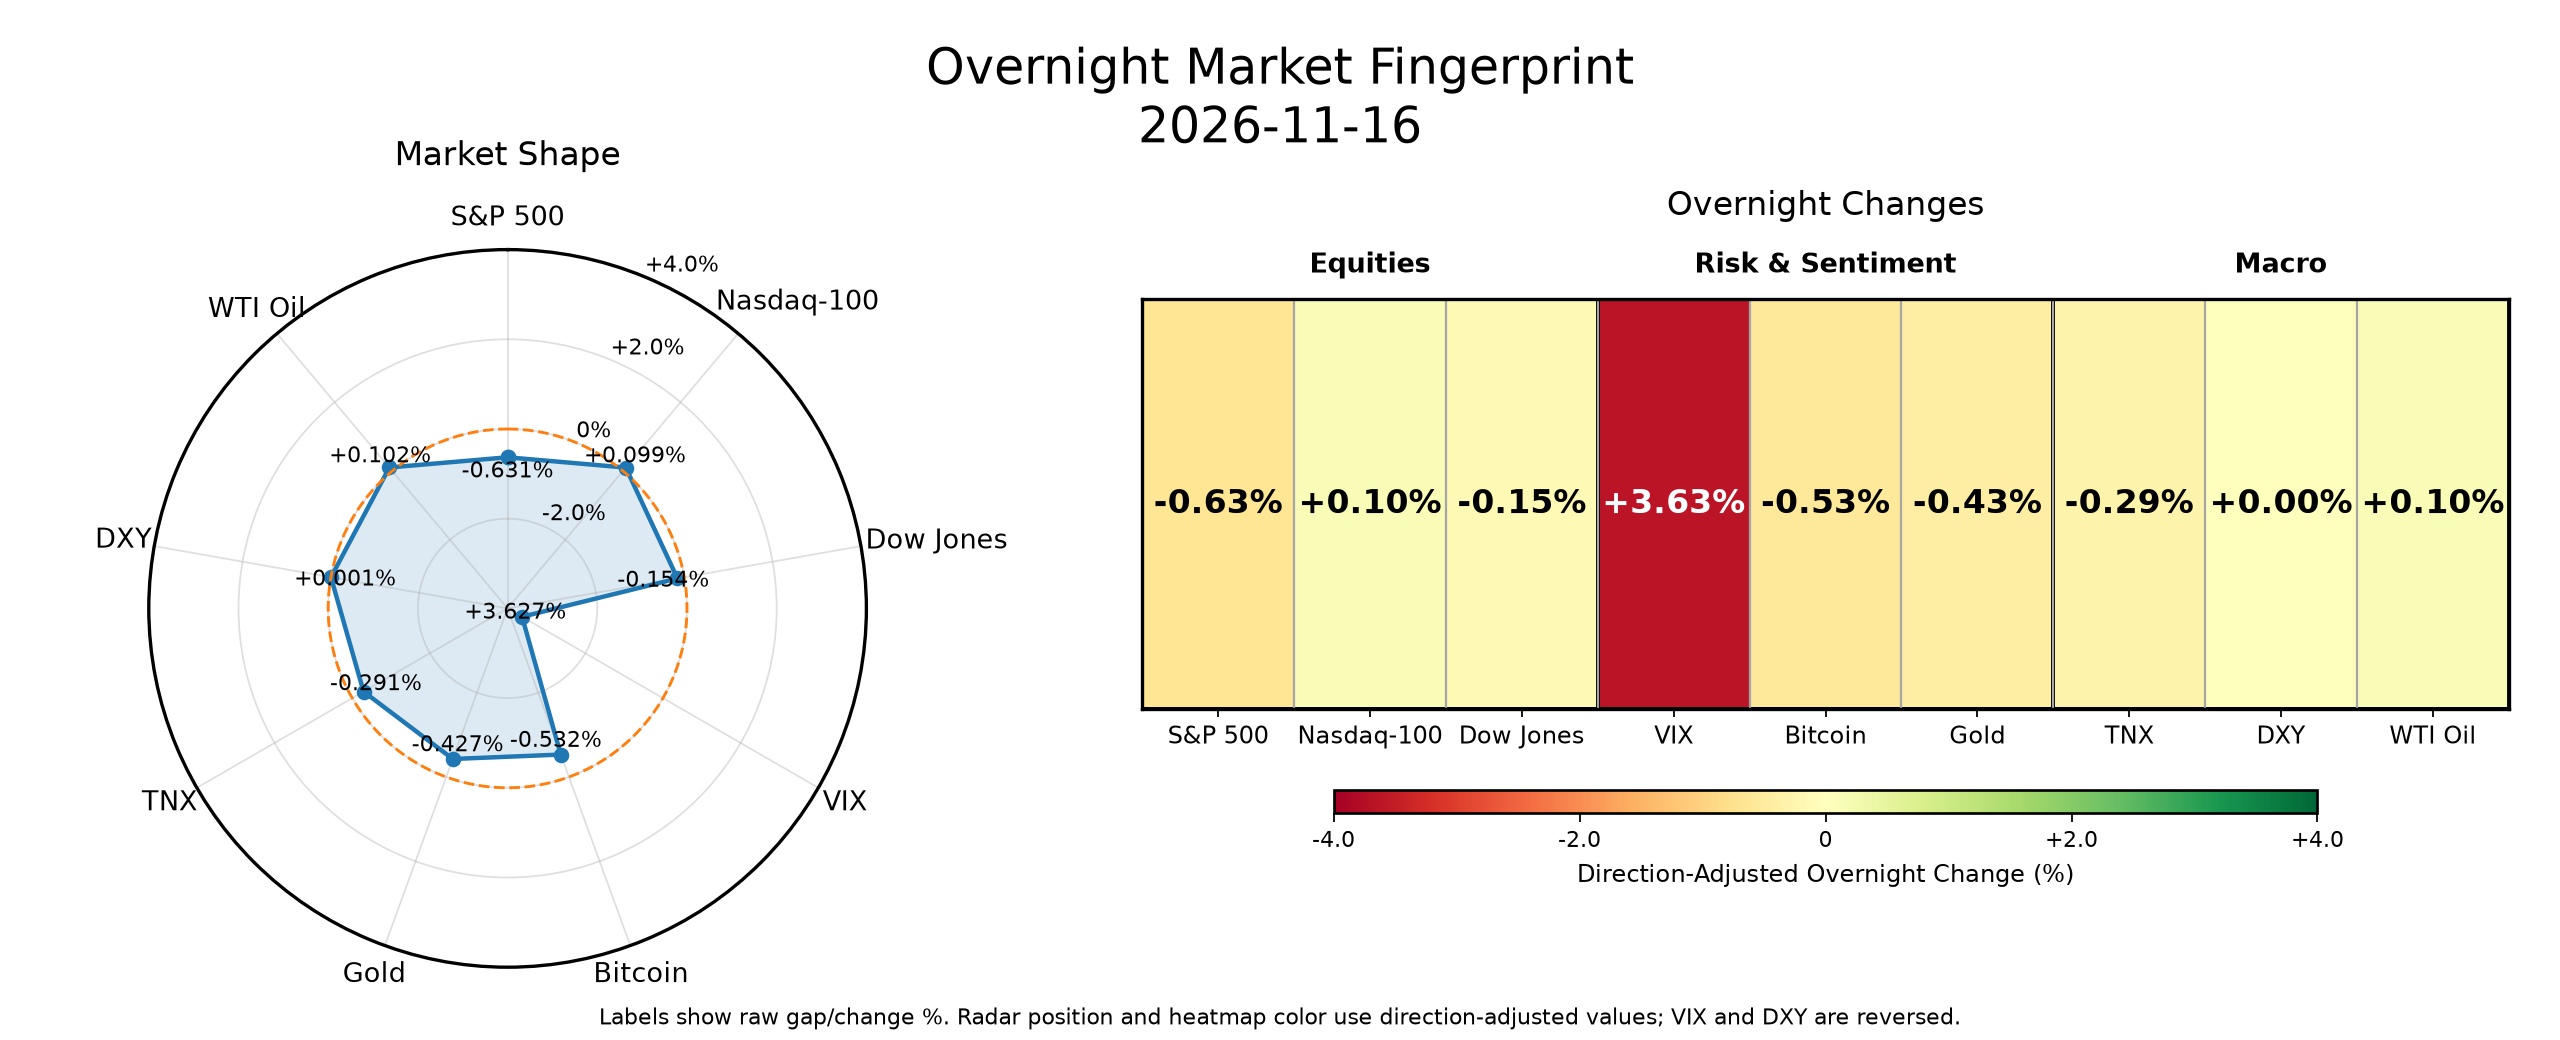 Overnight Market Fingerprint
2026-11-16
Market Shape
S&P 500
+4.0%
Nasdaq-100
WTI Oil
+2.0%
0%
+0.102%
-0.631%
+0.099%
-2.0%
DXY
Dow Jones
+0.001%
-0.154%
+3.627%
-0.291%
-0.427%
-0.532%
TNX
VIX
Gold
Bitcoin
Overnight Changes
Equities
Risk & Sentiment
Macro
-0.63%
+0.10%
-0.15%
+3.63%
-0.53%
-0.43%
-0.29%
+0.00%
+0.10%
S&P 500
Nasdaq-100
Dow Jones
VIX
Bitcoin
Gold
TNX
DXY
WTI Oil
-4.0
-2.0
0
+2.0
+4.0
Direction-Adjusted Overnight Change (%)
Labels show raw gap/change %. Radar position and heatmap color use direction-adjusted values; VIX and DXY are reversed.